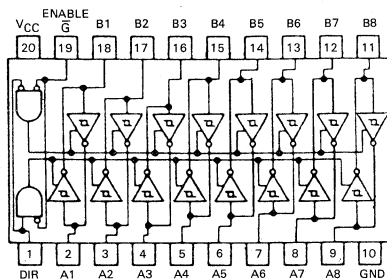 VCC ENABLE G̅ B1 B2 B3 B4 B5 B6 B7 B8
20 19 18 17 16 15 14 13 12 11
1 2 3 4 5 6 7 8 9 10
DIR A1 A2 A3 A4 A5 A6 A7 A8 GND